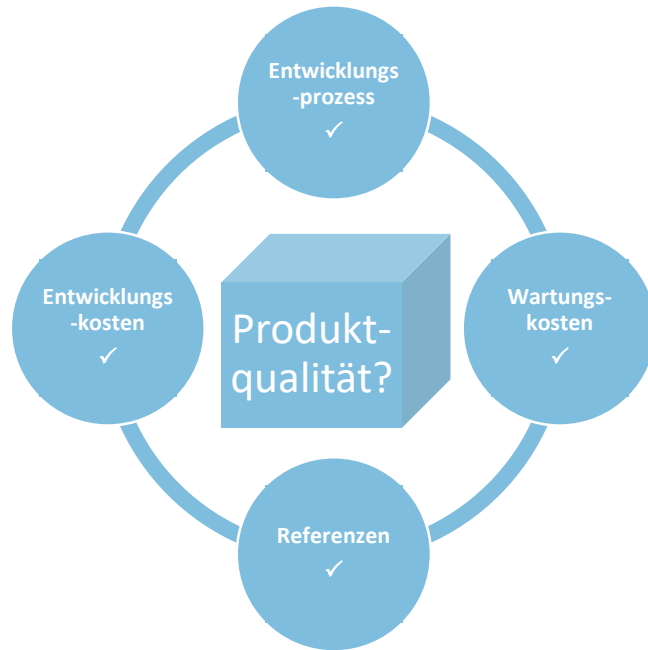 Entwicklungs
-prozess
✓
Entwicklungs
-kosten
✓
Produkt-
qualität?
Wartungs-
kosten
✓
Referenzen
✓